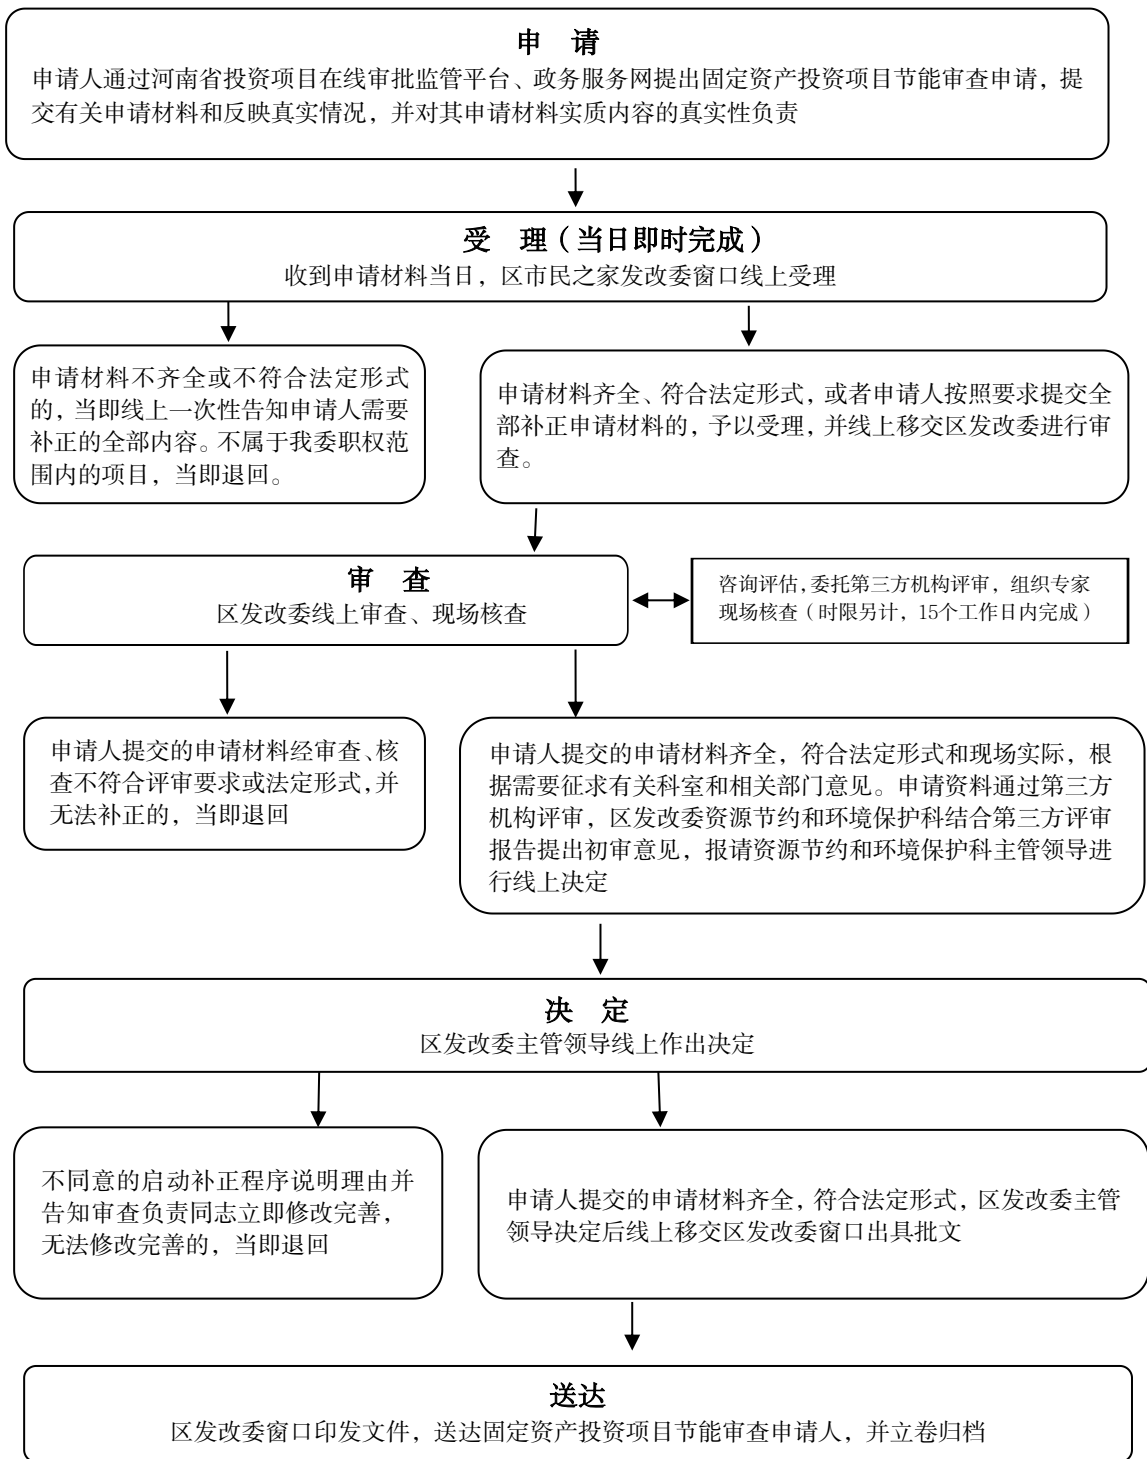 申 请
申请人通过河南省投资项目在线审批监管平台、政务服务网提出固定资产投资项目节能审查申请，提
交有关申请材料和反映真实情况，并对其申请材料实质内容的真实性负责
受 理（当日即时完成）
收到申请材料当日，区市民之家发改委窗口线上受理
申请材料不齐全或不符合法定形式
的，当即线上一次性告知申请人需要
补正的全部内容。不属于我委职权范
围内的项目，当即退回。
申请材料齐全、符合法定形式，或者申请人按照要求提交全
部补正申请材料的，予以受理，并线上移交区发改委进行审
查。
审 查
区发改委线上审查、现场核查
咨询评估，委托第三方机构评审，组织专家
现场核查（时限另计，15个工作日内完成）
申请人提交的申请材料经审查、核
查不符合评审要求或法定形式，并
无法补正的，当即退回
申请人提交的申请材料齐全，符合法定形式和现场实际，根
据需要征求有关科室和相关部门意见。申请资料通过第三方
机构评审，区发改委资源节约和环境保护科结合第三方评审
报告提出初审意见，报请资源节约和环境保护科主管领导进
行线上决定
决 定
区发改委主管领导线上作出决定
不同意的启动补正程序说明理由并
告知审查负责同志立即修改完善，
无法修改完善的，当即退回
申请人提交的申请材料齐全，符合法定形式，区发改委主管
领导决定后线上移交区发改委窗口出具批文
送达
区发改委窗口印发文件，送达固定资产投资项目节能审查申请人，并立卷归档